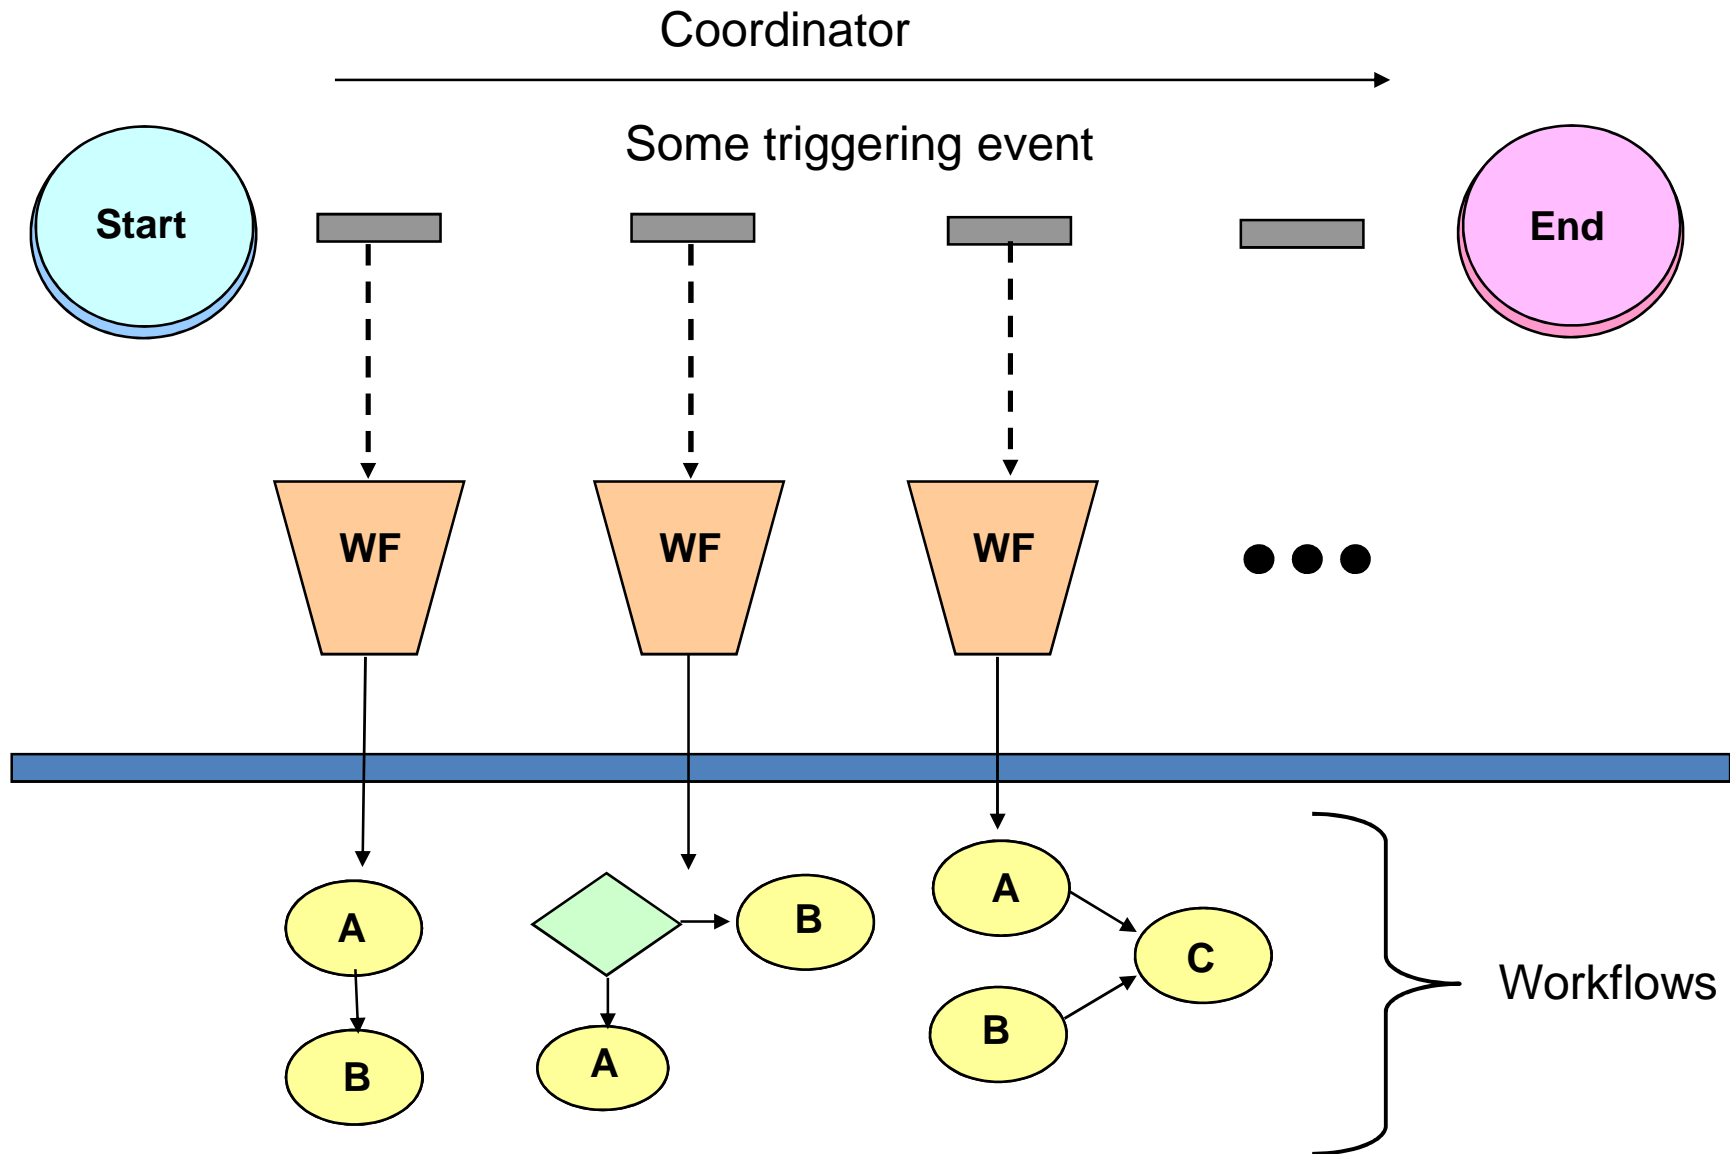 Coordinator
Some triggering event
Start
End
WF
WF
WF
A
B
B
A
A
C
B
Workflows